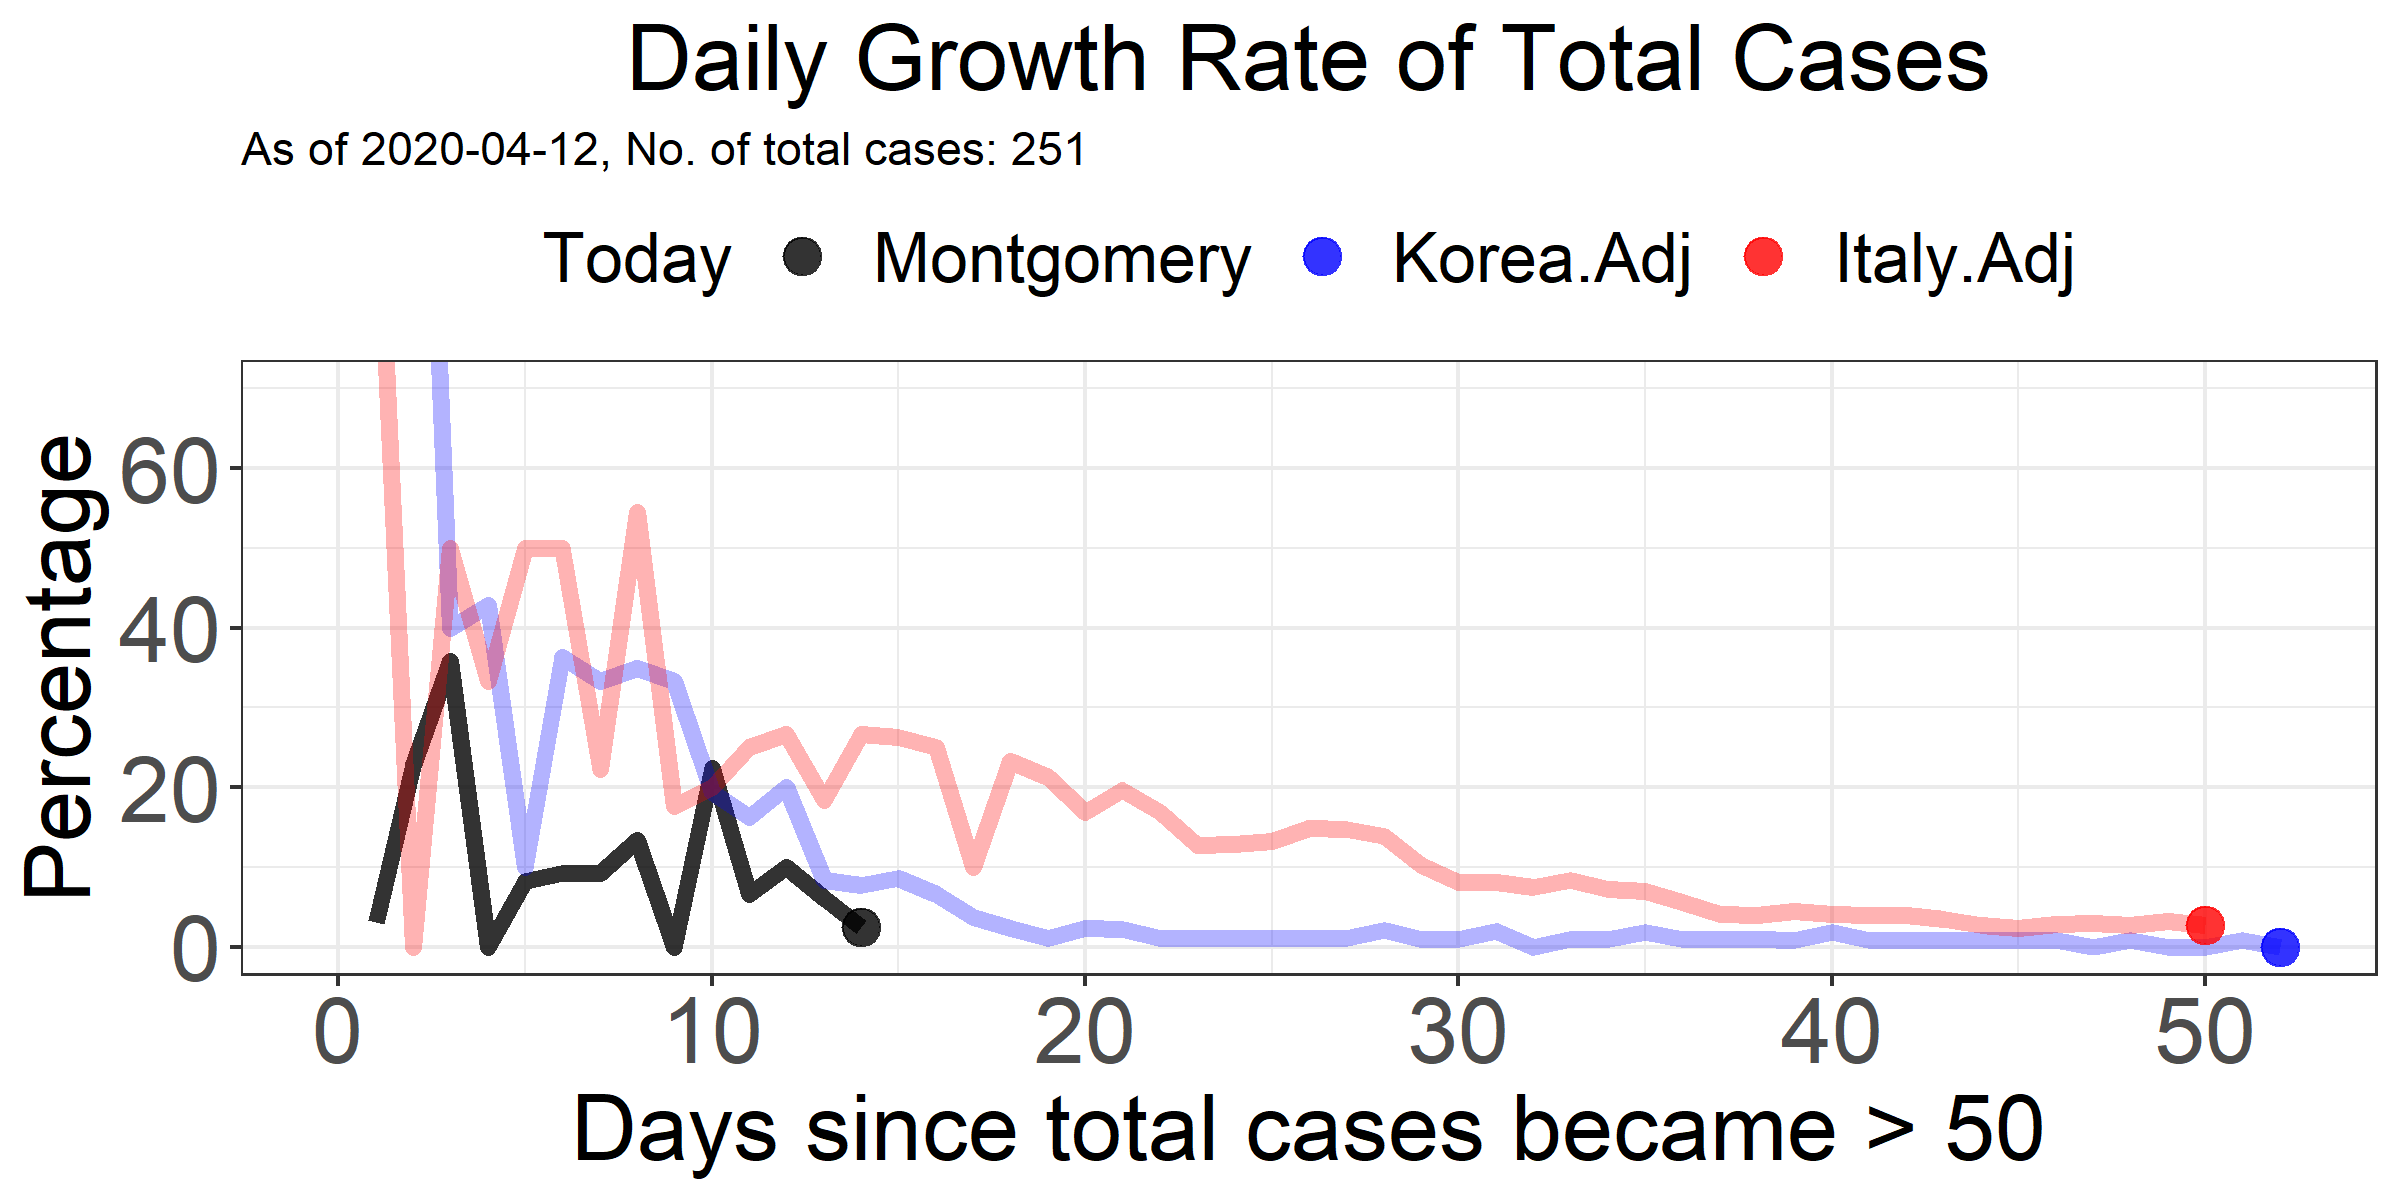 Daily Growth Rate of Total Cases
As of 2020-04-12, No. of total cases: 251
Today Montgomery Korea.Adj Italy.Adj
Percentage
60
40
20
0
0 10 20 30 40 50
Days since total cases became > 50